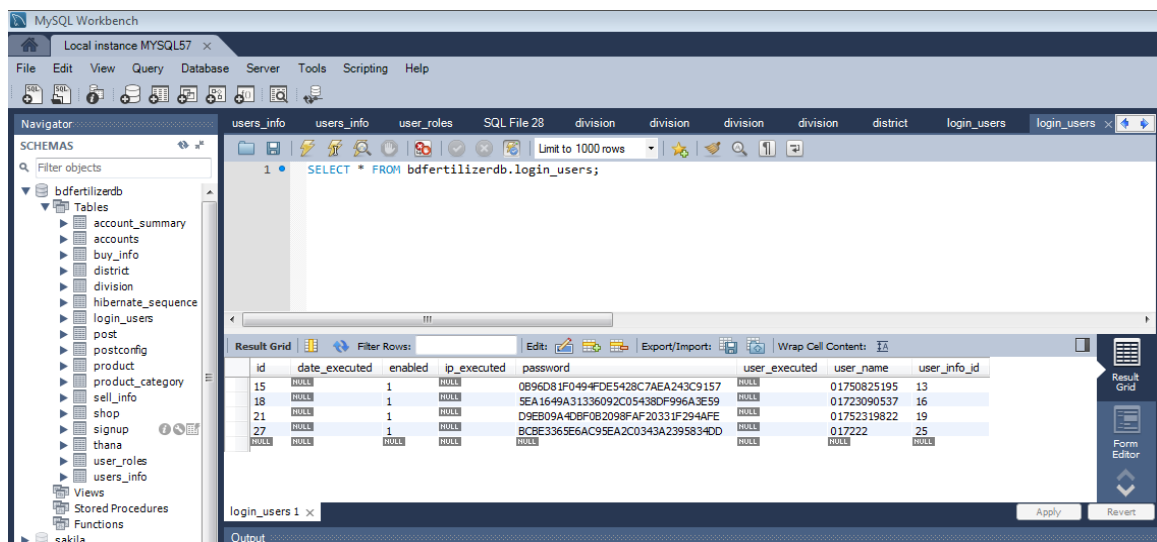 MySQL Workbench
Local instance MYSQL57 ×
File Edit View Query Database Server Tools Scripting Help
Navigator
SCHEMAS
Filter objects
bdfertilizerdb
Tables
account_summary
accounts
buy_info
district
division
hibernate_sequence
login_users
post
postconfig
product
product_category
sell_info
shop
signup
thana
user_roles
users_info
Views
Stored Procedures
Functions
sakila
users_info users_info user_roles SQL File 28 division division division division district login_users login_users ×
Limit to 1000 rows
1 SELECT * FROM bdfertilizerdb.login_users;
Result Grid Filter Rows: Edit: Export/Import: Wrap Cell Content:
id date_executed enabled ip_executed password user_executed user_name user_info_id
15 NULL 1 NULL 0B96D81F0494FDE5428C7AEA243C9157 NULL 01750825195 13
18 NULL 1 NULL 5EA1649A31336092C05438DF996A3E59 NULL 01723090537 16
21 NULL 1 NULL D9EB09A4DBF0B2098FAF20331F294AFE NULL 01752319822 19
27 NULL 1 NULL BCBE3365E6AC95EA2C0343A2395834DD NULL 017222 25
NULL NULL NULL NULL NULL NULL NULL NULL
Result Grid
Form Editor
login_users 1 ×
Apply Revert
Output